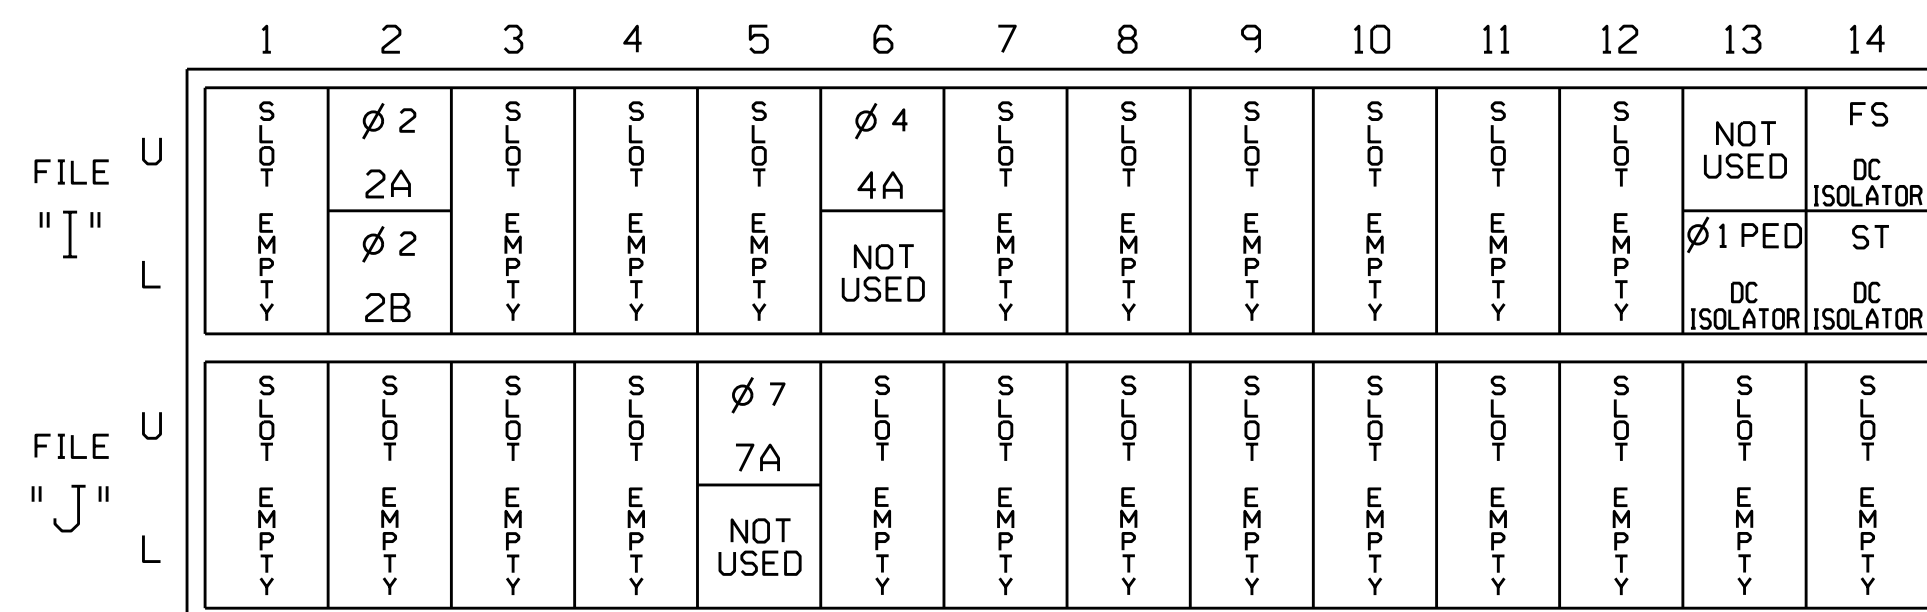 1 2 3 4 5 6 7 8 9 10 11 12 13 14
FILE "I"
U
L
SLOT EMPTY
Ø 2
2A
Ø 2
2B
SLOT EMPTY
SLOT EMPTY
SLOT EMPTY
Ø 4
4A
NOT
USED
SLOT EMPTY
SLOT EMPTY
SLOT EMPTY
SLOT EMPTY
SLOT EMPTY
SLOT EMPTY
NOT
USED
Ø 1 PED
DC
ISOLATOR
FS
DC
ISOLATOR
ST
DC
ISOLATOR
FILE "J"
U
L
SLOT EMPTY
SLOT EMPTY
SLOT EMPTY
SLOT EMPTY
Ø 7
7A
NOT
USED
SLOT EMPTY
SLOT EMPTY
SLOT EMPTY
SLOT EMPTY
SLOT EMPTY
SLOT EMPTY
SLOT EMPTY
SLOT EMPTY
SLOT EMPTY